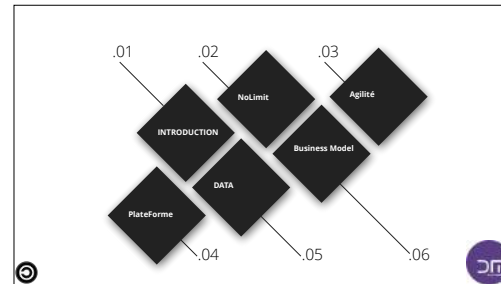 .01
.02
.03
INTRODUCTION
NoLimit
Agilité
PlateForme
DATA
Business Model
.04
.05
.06